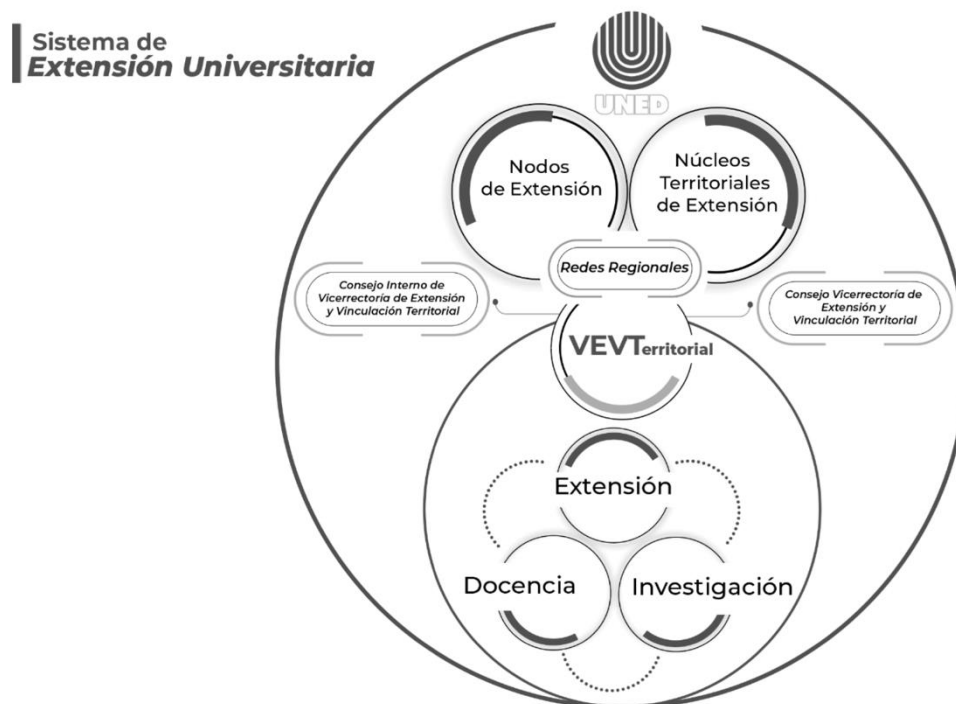 Sistema de
Extensión Universitaria
UNED
Nodos
de Extensión
Núcleos
Territoriales
de Extensión
Redes Regionales
Consejo Interno de
Vicerrectoría de Extensión
y Vinculación Territorial
Consejo Vicerrectoría de
Extensión y
Vinculación Territorial
VEVTerritorial
Extensión
Docencia
Investigación